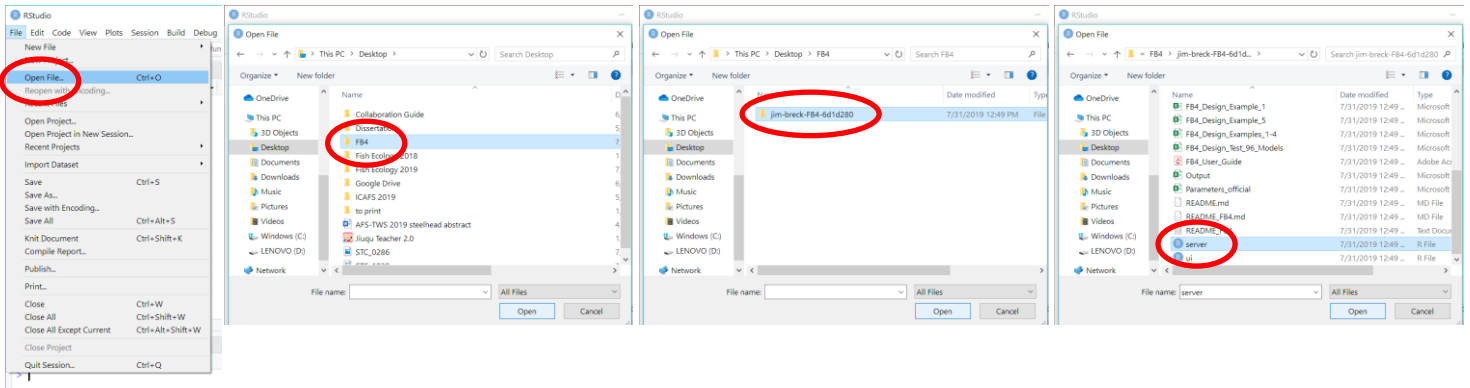 RStudio
File Edit Code View Plots Session Build Debug
New File
Open File... Ctrl+O
Reopen with Encoding...
Recent Files
Open Project...
Open Project in New Session...
Recent Projects
Import Dataset
Save Ctrl+S
Save As...
Save with Encoding...
Save All Ctrl+Alt+S
Knit Document Ctrl+Shift+K
Compile Report...
Publish...
Print...
Close Ctrl+W
Close All Ctrl+Shift+W
Close All Except Current Ctrl+Alt+Shift+W
Close Project
Quit Session... Ctrl+Q
RStudio
Open File
This PC > Desktop >
Search Desktop
Organize New folder
OneDrive
This PC
3D Objects
Desktop
Documents
Downloads
Music
Pictures
Videos
Windows (C:)
LENOVO (D:)
Network
Name
Collaboration Guide
Dissertation
FB4
Fish Ecology 2018
Fish Ecology 2019
Google Drive
ICAFS 2019
to print
AFS-TWS 2019 steelhead abstract
Jiuqu Teacher 2.0
STC_0286
File name: All Files
Open Cancel
RStudio
Open File
This PC > Desktop > FB4
Search FB4
Organize New folder
OneDrive
This PC
3D Objects
Desktop
Documents
Downloads
Music
Pictures
Videos
Windows (C:)
LENOVO (D:)
Network
Name Date modified Type
jim-breck-FB4-6d1d280 7/31/2019 12:49 PM File
File name: All Files
Open Cancel
RStudio
Open File
« FB4 > jim-breck-FB4-6d1d... >
Search jim-breck-FB4-6d1d280
Organize New folder
OneDrive
This PC
3D Objects
Desktop
Documents
Downloads
Music
Pictures
Videos
Windows (C:)
LENOVO (D:)
Network
Name Date modified Type
FB4_Design_Example_1 7/31/2019 12:49 ... Microsoft
FB4_Design_Example_5 7/31/2019 12:49 ... Microsoft
FB4_Design_Examples_1-4 7/31/2019 12:49 ... Microsoft
FB4_Design_Test_96_Models 7/31/2019 12:49 ... Microsoft
FB4_User_Guide 7/31/2019 12:49 ... Adobe Acr
Output 7/31/2019 12:49 ... Microsoft
Parameters_official 7/31/2019 12:49 ... Microsoft
README.md 7/31/2019 12:49 ... MD File
README_FB4.md 7/31/2019 12:49 ... MD File
README_FB4 7/31/2019 12:49 ... Text Docu
server 7/31/2019 12:49 ... R File
ui 7/31/2019 12:49 ... R File
File name: server All Files
Open Cancel